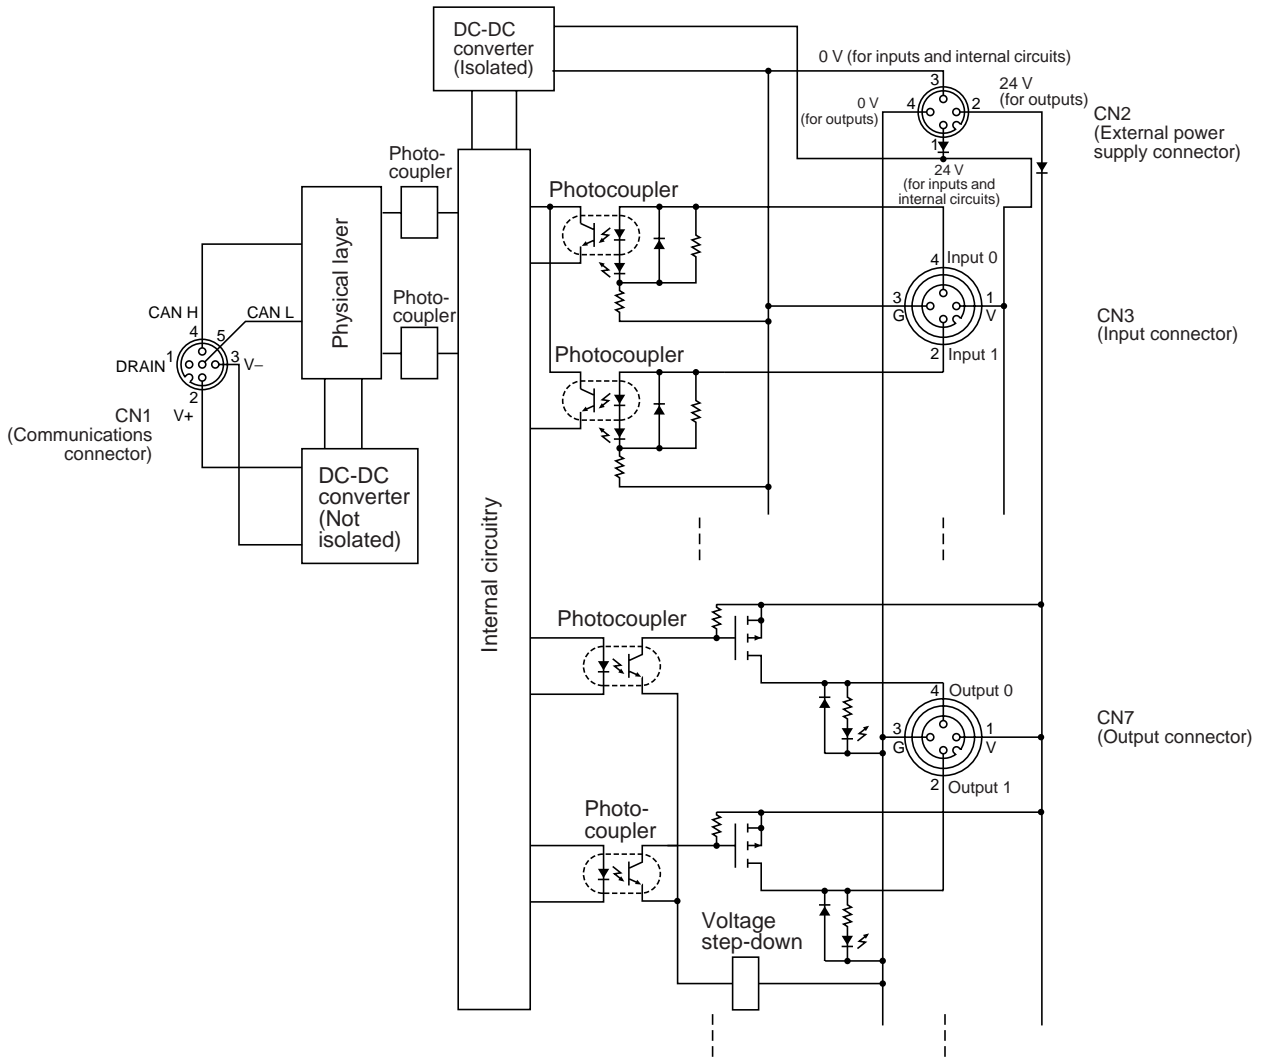 DC-DC
converter
(Isolated)
0 V (for inputs and internal circuits)
3
24 V
(for outputs)
0 V
(for outputs)
4
2
1
CN2
(External power
supply connector)
24 V
(for inputs and
internal circuits)
Photo-
coupler
Photocoupler
Physical layer
4 Input 0
3
G
1
V
2 Input 1
CN3
(Input connector)
Photo-
coupler
CAN H
CAN L
4
5
DRAIN
1
3
V–
2
V+
CN1
(Communications
connector)
Photocoupler
DC-DC
converter
(Not
isolated)
Internal circuitry
Photocoupler
4 Output 0
3
G
1
V
2 Output 1
CN7
(Output connector)
Photo-
coupler
Voltage
step-down